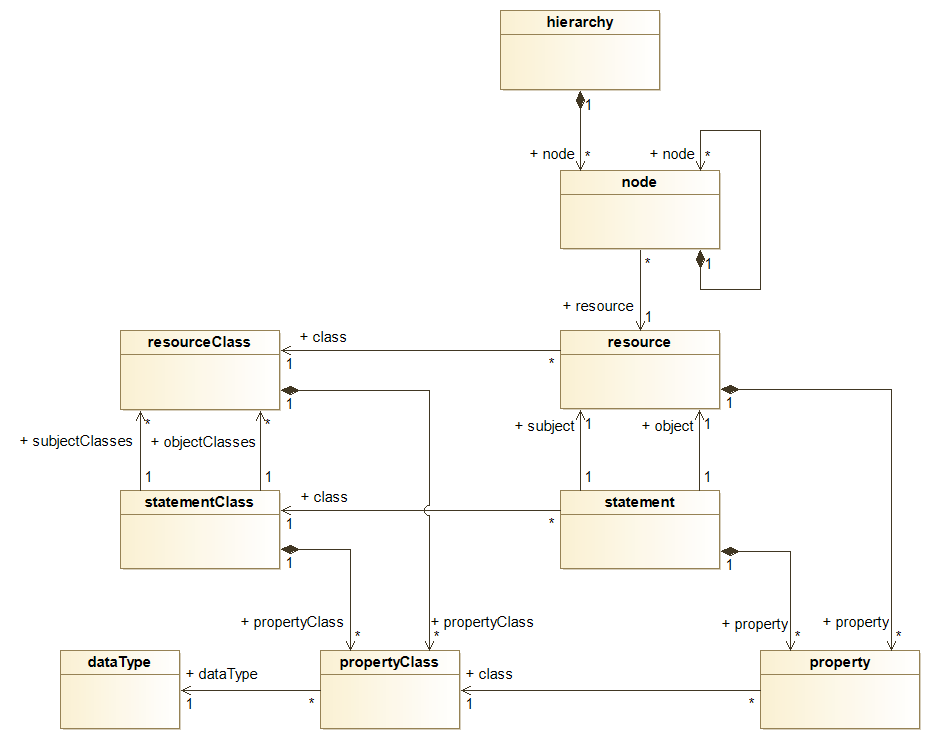 hierarchy
1
+ node *
+ node *
node
* 1
+ resource 1
resourceClass
+ class
1 *
resource
1 1
+ subjectClasses * + objectClasses *
+ subject 1 + object 1
1 1 1 1
statementClass
+ class
1 *
statement
1 1
+ propertyClass * + propertyClass *
+ property * + property *
dataType
+ dataType
1 *
propertyClass
+ class
1 *
property